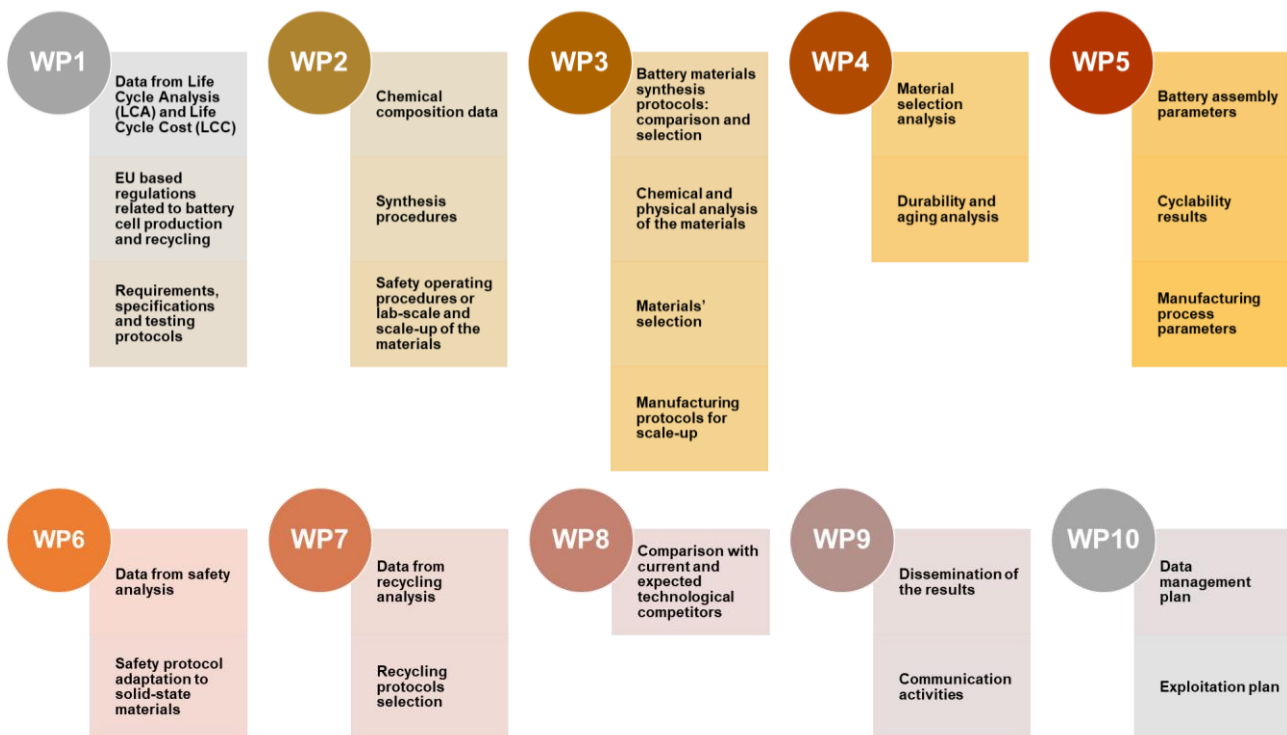 WP1
Data from Life
Cycle Analysis
(LCA) and Life
Cycle Cost (LCC)
EU based
regulations
related to battery
cell production
and recycling
Requirements,
specifications
and testing
protocols
WP2
Chemical
composition data
Synthesis
procedures
Safety operating
procedures or
lab-scale and
scale-up of the
materials
WP3
Battery materials
synthesis
protocols:
comparison and
selection
Chemical and
physical analysis
of the materials
Materials'
selection
Manufacturing
protocols for
scale-up
WP4
Material
selection
analysis
Durability and
aging analysis
WP5
Battery assembly
parameters
Cyclability
results
Manufacturing
process
parameters
WP6
Data from safety
analysis
Safety protocol
adaptation to
solid-state
materials
WP7
Data from
recycling
analysis
Recycling
protocols
selection
WP8
Comparison with
current and
expected
technological
competitors
WP9
Dissemination of
the results
Communication
activities
WP10
Data
management
plan
Exploitation plan